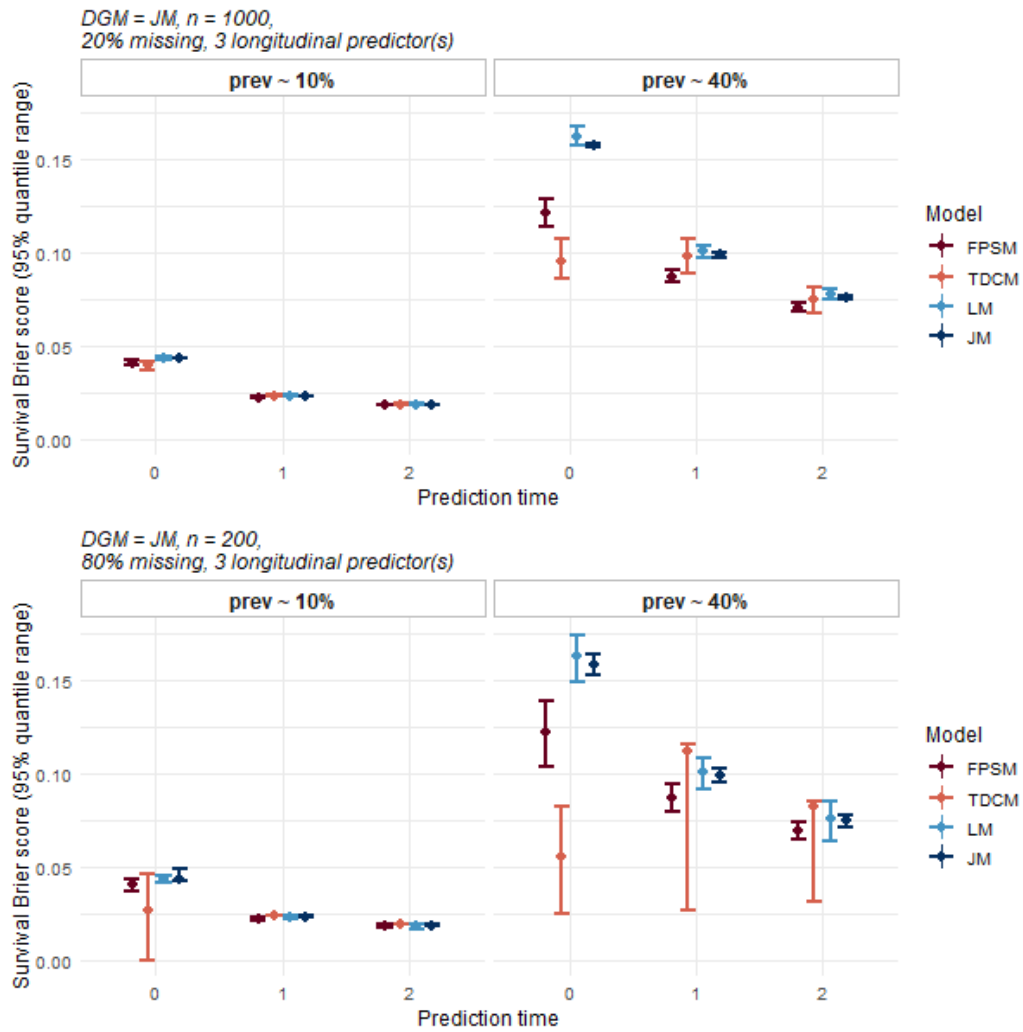 DGM = JM, n = 1000,
20% missing, 3 longitudinal predictor(s)
prev ~ 10%
prev ~ 40%
Survival Brier score (95% quantile range)
0.15
0.10
0.05
0.00
0 1 2
0 1 2
Prediction time
Model
FPSM
TDCM
LM
JM
DGM = JM, n = 200,
80% missing, 3 longitudinal predictor(s)
prev ~ 10%
prev ~ 40%
Survival Brier score (95% quantile range)
0.15
0.10
0.05
0.00
0 1 2
0 1 2
Prediction time
Model
FPSM
TDCM
LM
JM